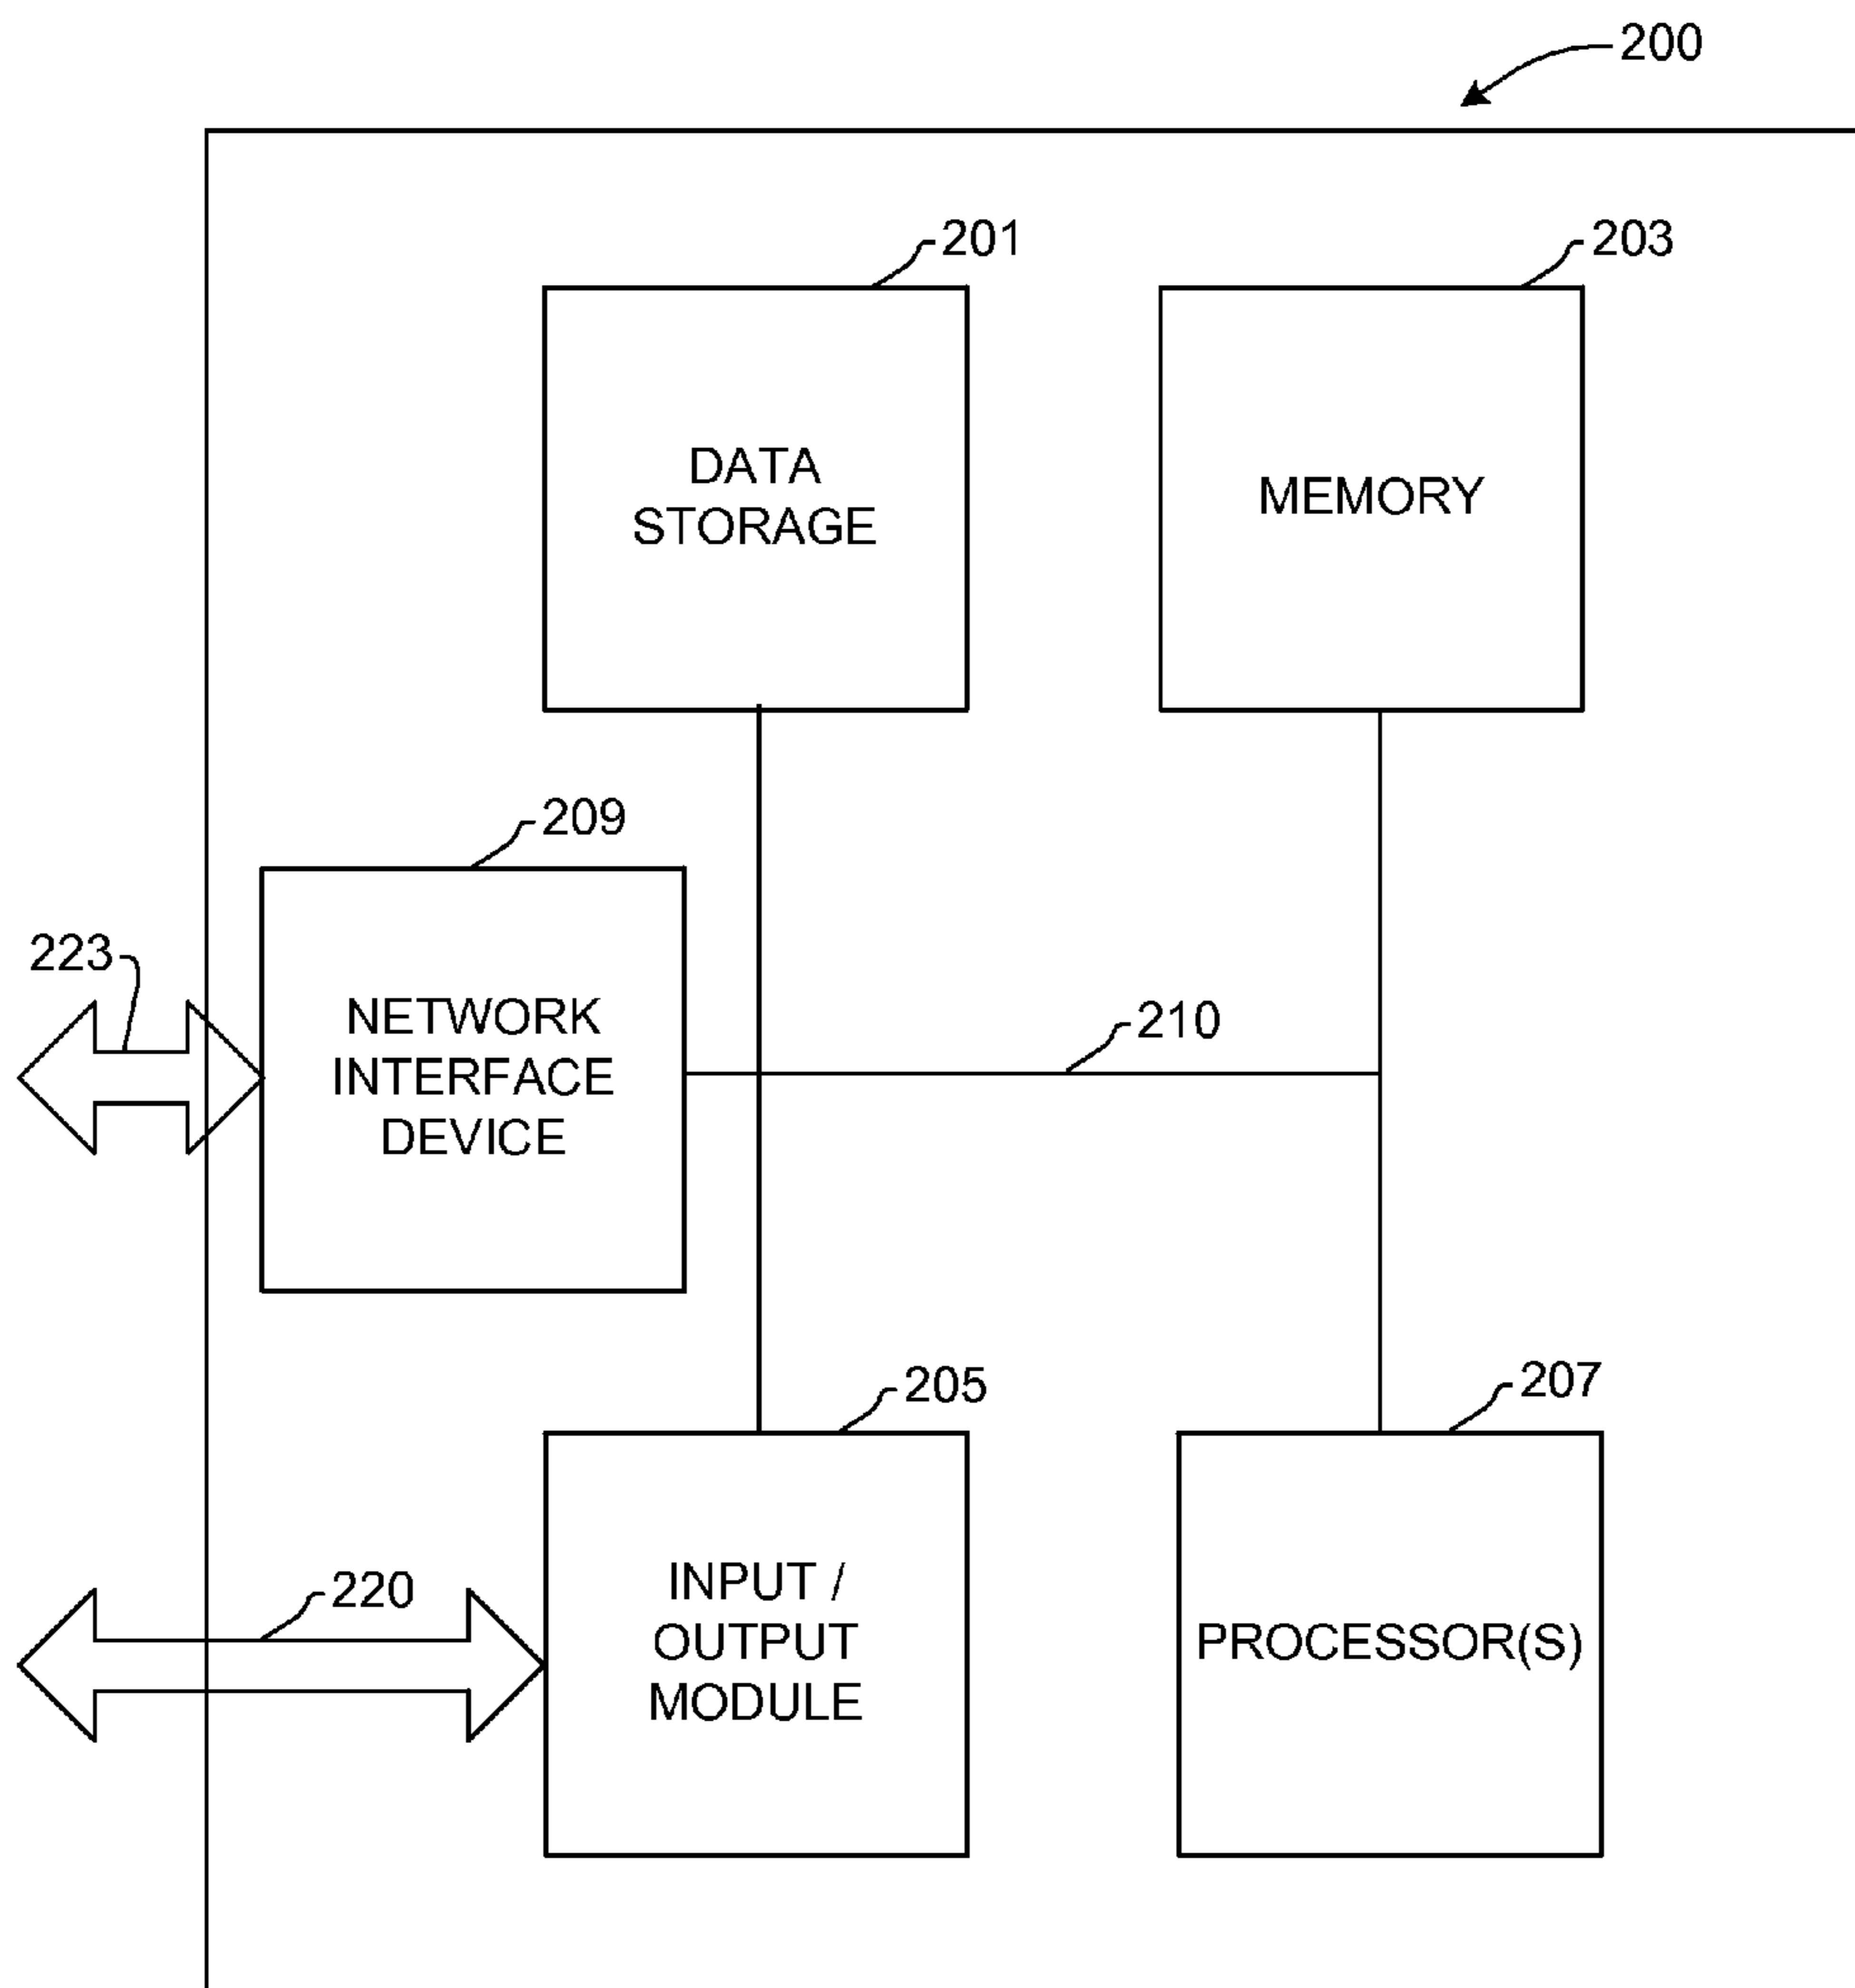 200
201
203
DATA
STORAGE
MEMORY
209
223
NETWORK
INTERFACE
DEVICE
210
205
207
220
INPUT /
OUTPUT
MODULE
PROCESSOR(S)